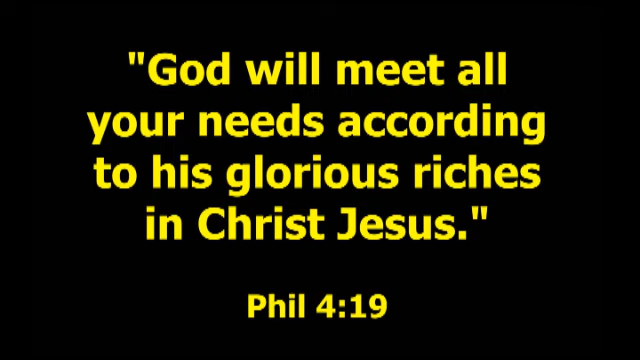 "God will meet all
your needs according
to his glorious riches
in Christ Jesus."
Phil 4:19